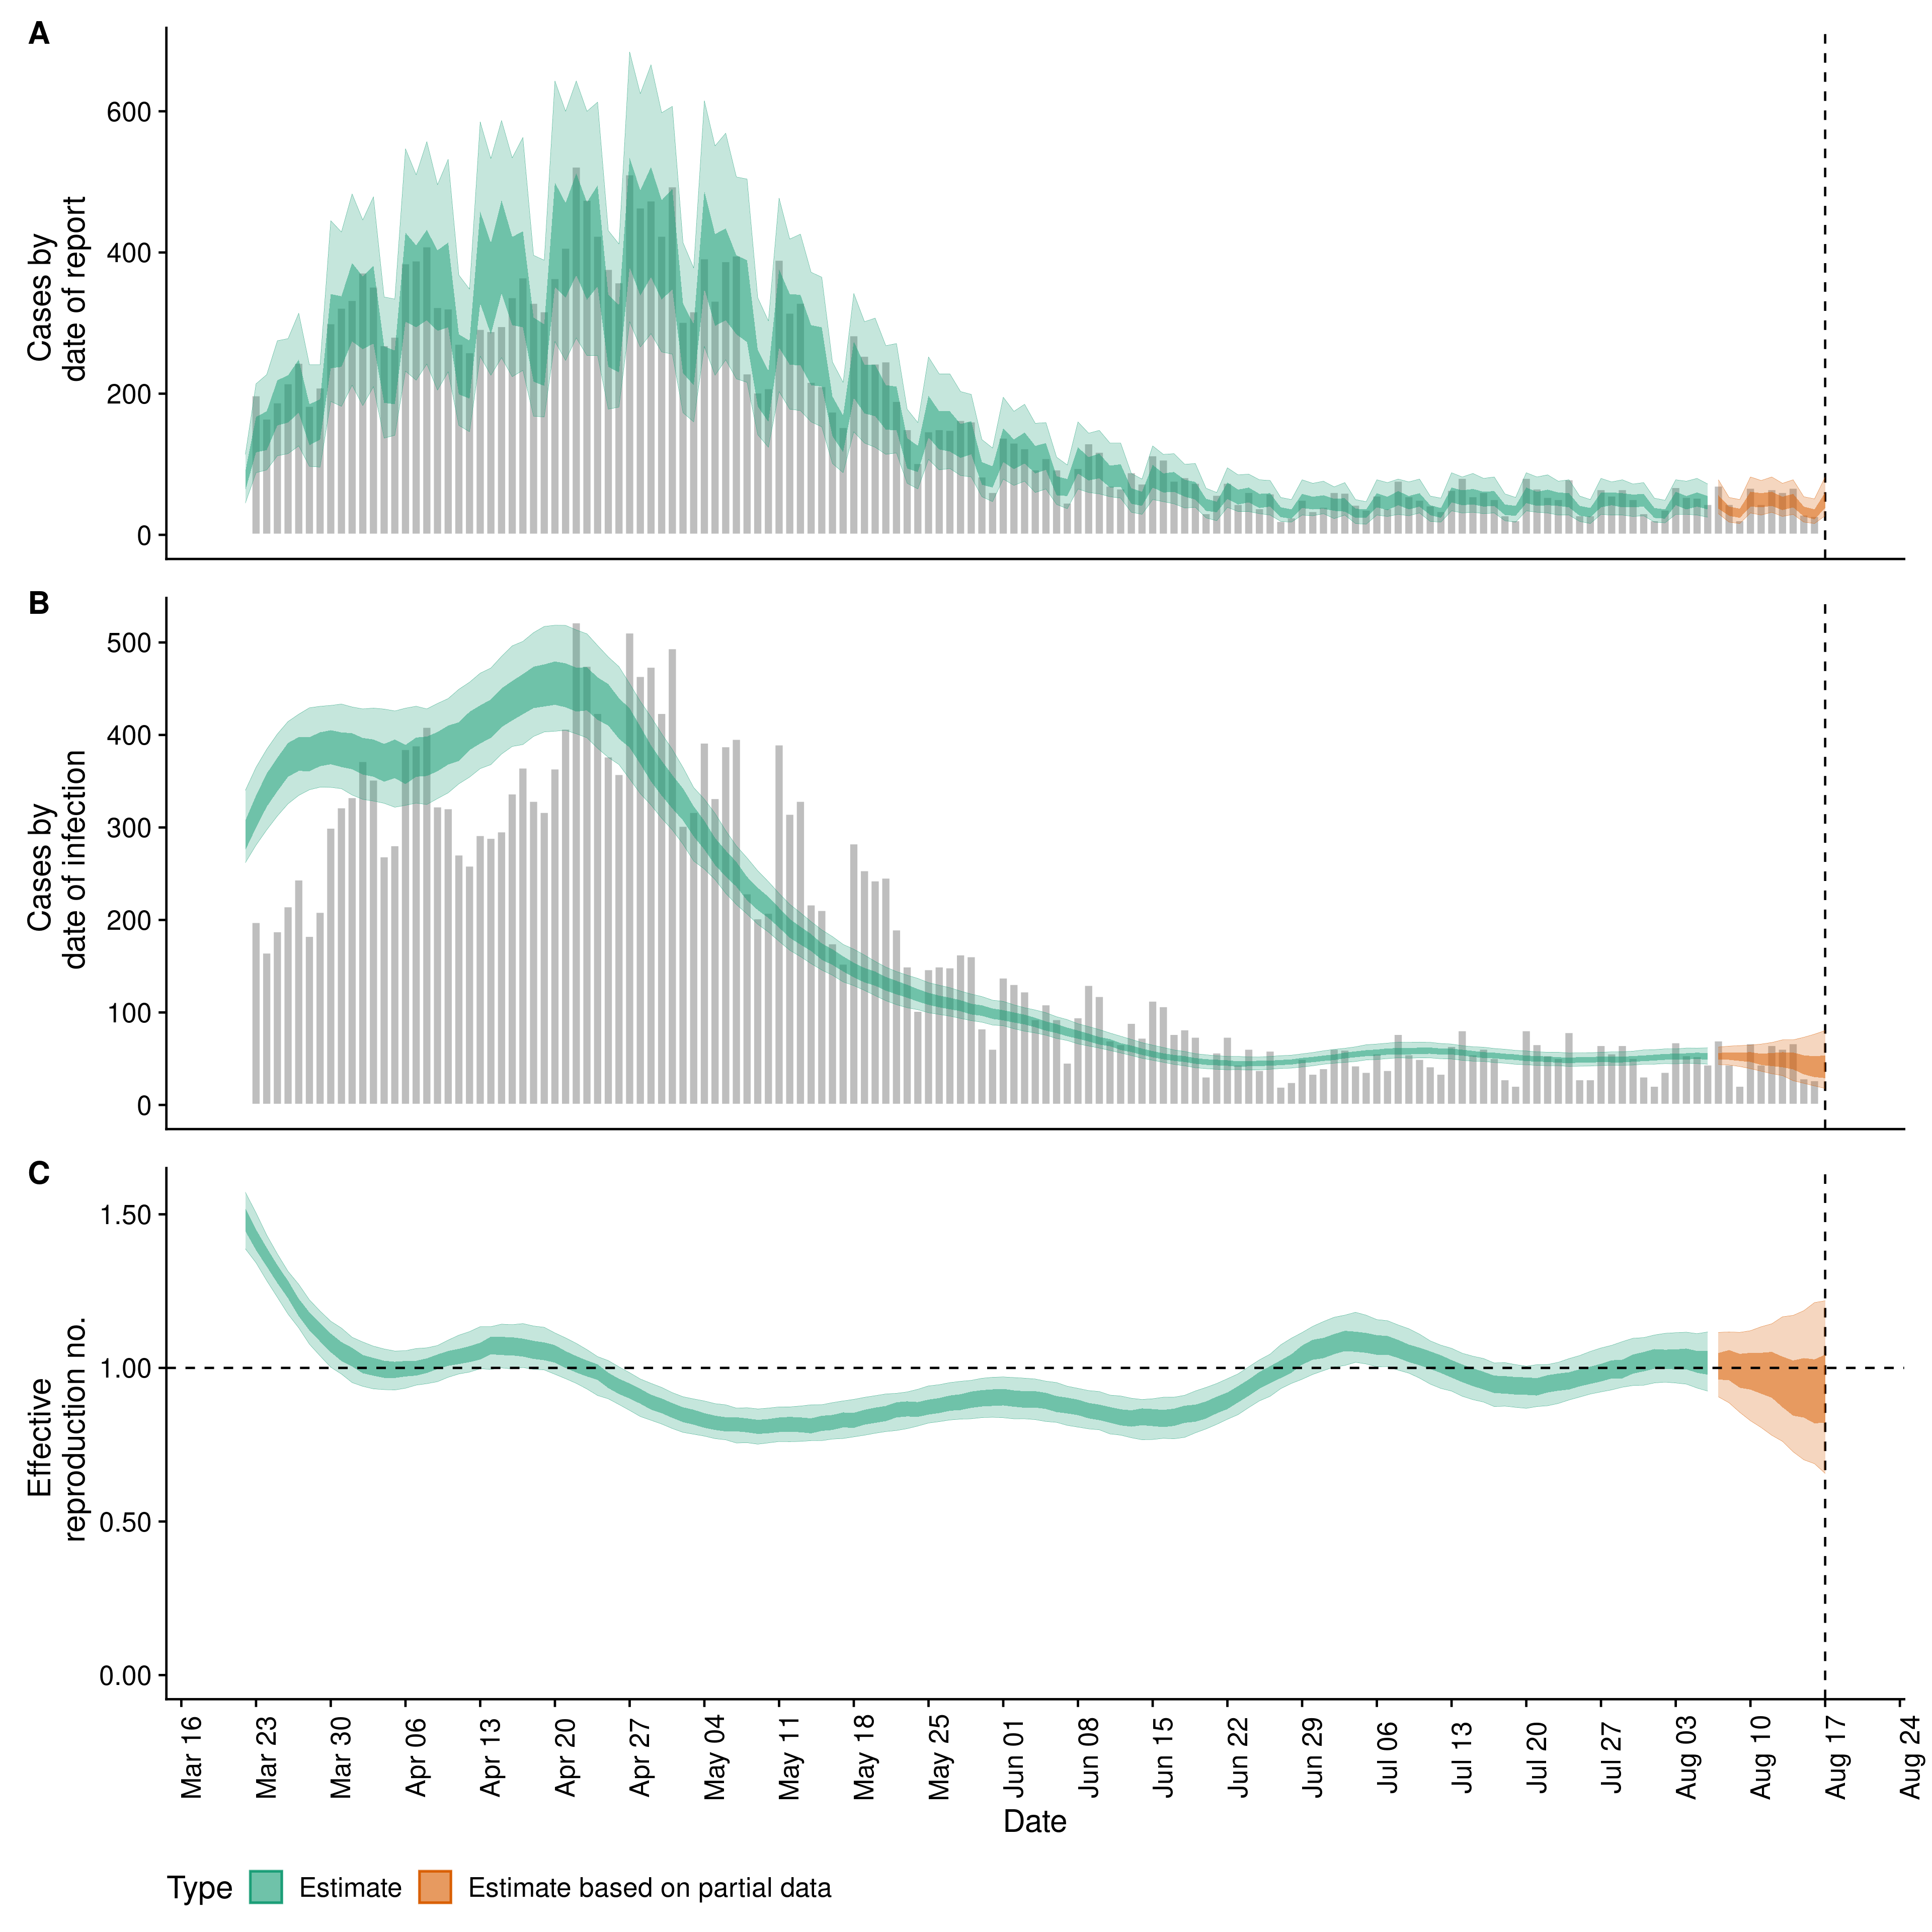 A
Cases by
date of report
600
400
200
0
B
Cases by
date of infection
500
400
300
200
100
0
C
Effective
reproduction no.
1.50
1.00
0.50
0.00
Mar 16
Mar 23
Mar 30
Apr 06
Apr 13
Apr 20
Apr 27
May 04
May 11
May 18
May 25
Jun 01
Jun 08
Jun 15
Jun 22
Jun 29
Jul 06
Jul 13
Jul 20
Jul 27
Aug 03
Aug 10
Aug 17
Aug 24
Date
Type Estimate Estimate based on partial data